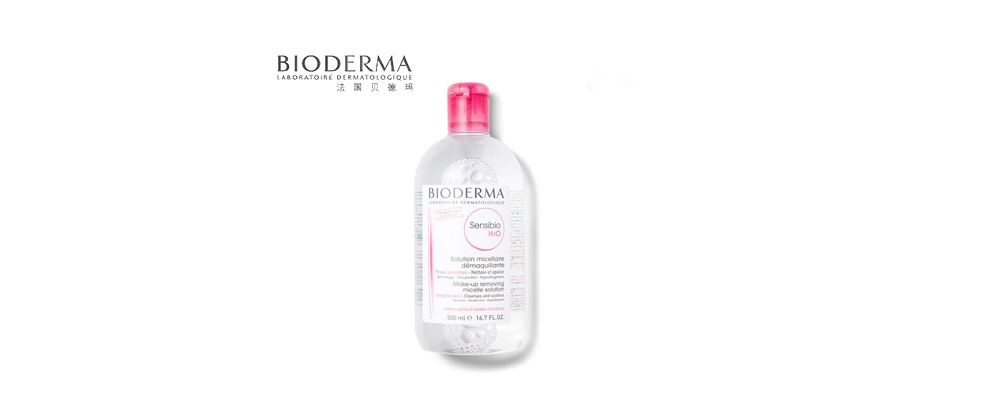 BIODERMA
LABORATOIRE DERMATOLOGIQUE
法国贝德玛
BIODERMA
LABORATOIRE DERMATOLOGIQUE
Sensibio
H2O
Solution micellaire
démaquillante
Peaux sensibles - Nettoie et apaise
Make-up removing
micelle solution
Sensitive skin - Cleanses and soothes
500 ml ℮ 16.7 FL.OZ.